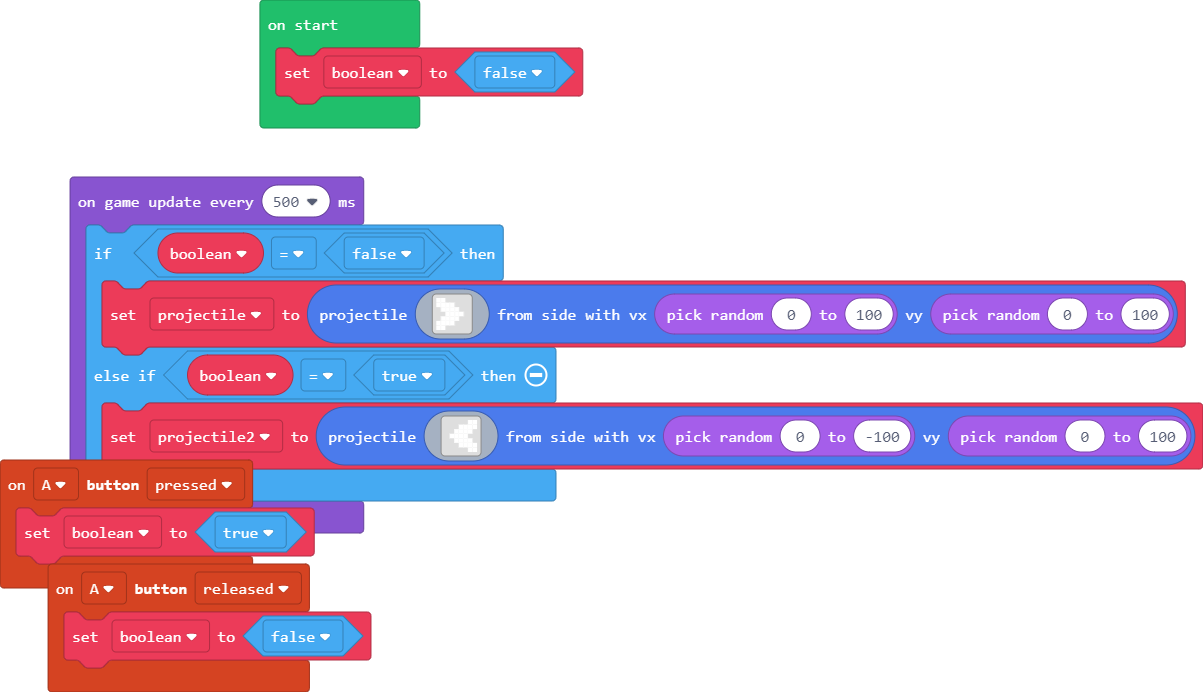 on start
set boolean to false
on game update every 500 ms
if boolean = false then
set projectile to projectile from side with vx pick random 0 to 100 vy pick random 0 to 100
else if boolean = true then
set projectile2 to projectile from side with vx pick random 0 to -100 vy pick random 0 to 100
on A button pressed
set boolean to true
on A button released
set boolean to false